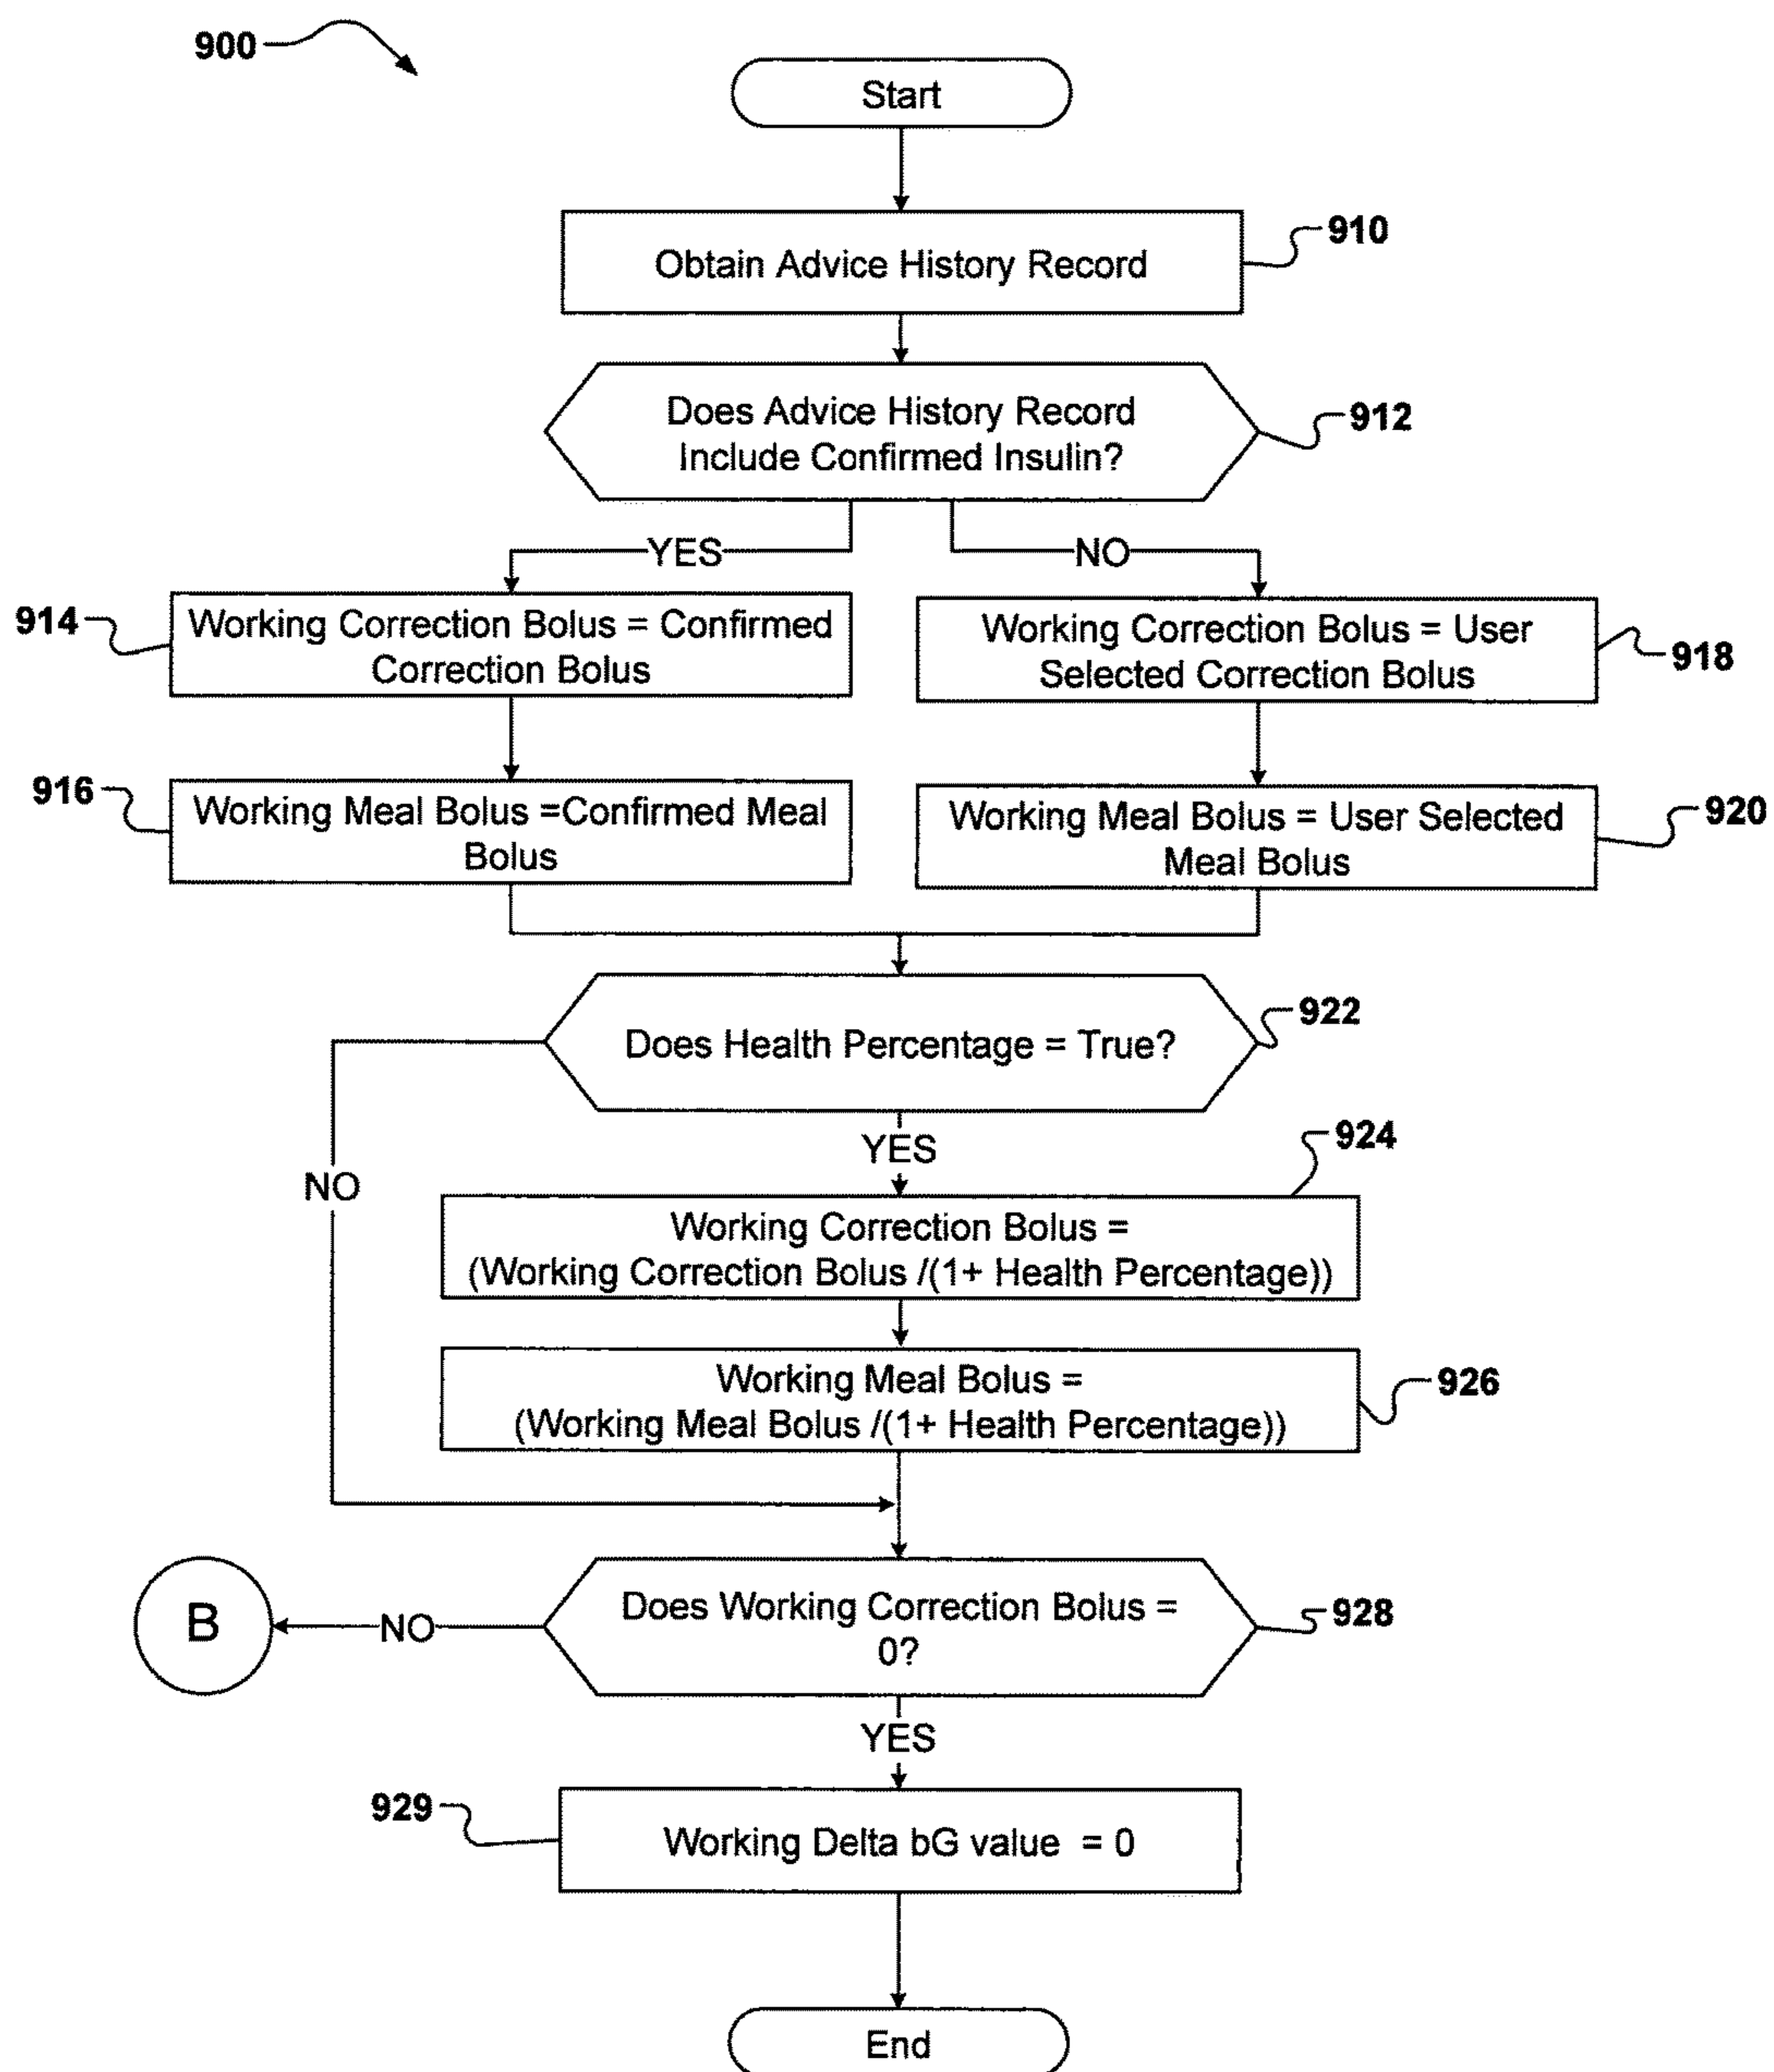 900
Start
Obtain Advice History Record
910
Does Advice History Record
Include Confirmed Insulin?
912
YES
NO
914
Working Correction Bolus = Confirmed
Correction Bolus
Working Correction Bolus = User
Selected Correction Bolus
918
916
Working Meal Bolus =Confirmed Meal
Bolus
Working Meal Bolus = User Selected
Meal Bolus
920
Does Health Percentage = True?
922
YES
NO
924
Working Correction Bolus =
(Working Correction Bolus /(1+ Health Percentage))
Working Meal Bolus =
(Working Meal Bolus /(1+ Health Percentage))
926
B
NO
Does Working Correction Bolus =
0?
928
YES
929
Working Delta bG value = 0
End